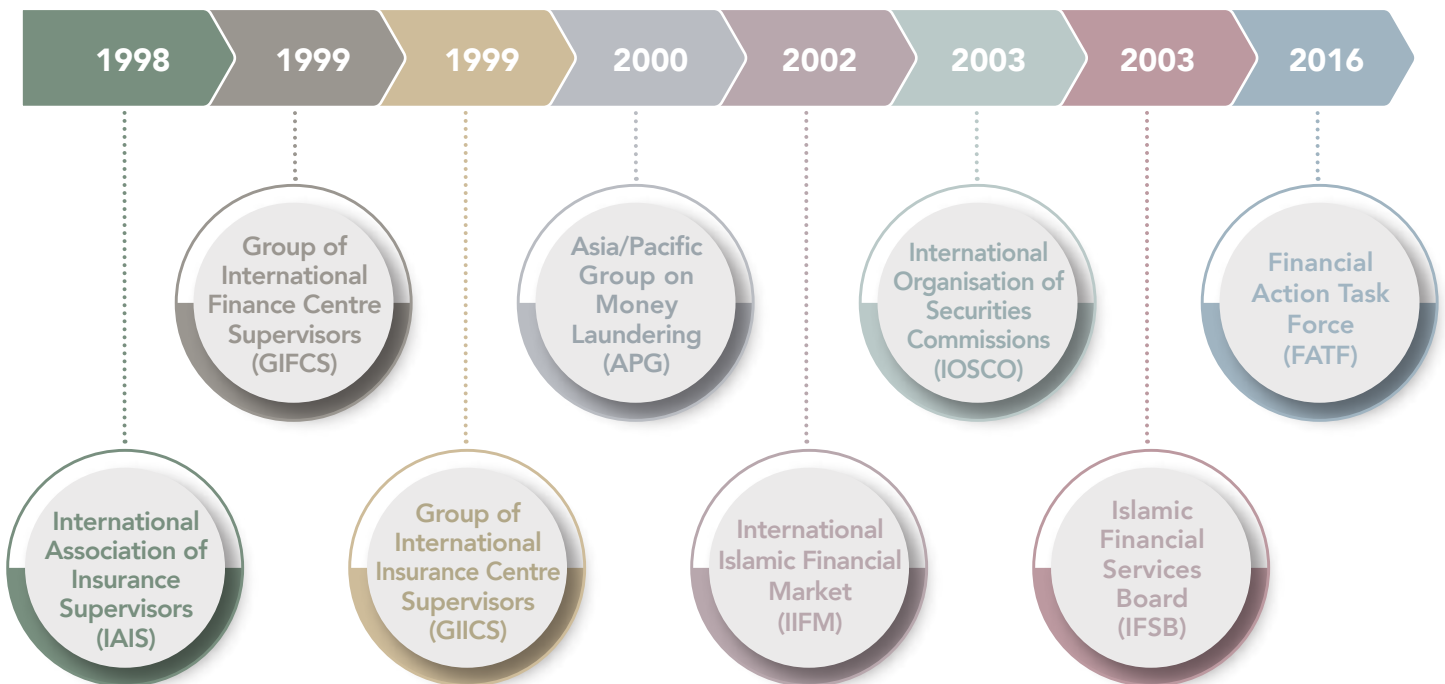 1998
1999
1999
2000
2002
2003
2003
2016
Group of
International
Finance Centre
Supervisors
(GIFCS)
Asia/Pacific
Group on
Money
Laundering
(APG)
International
Organisation of
Securities
Commissions
(IOSCO)
Financial
Action Task
Force
(FATF)
International
Association of
Insurance
Supervisors
(IAIS)
Group of
International
Insurance Centre
Supervisors
(GIICS)
International
Islamic Financial
Market
(IIFM)
Islamic
Financial
Services
Board
(IFSB)